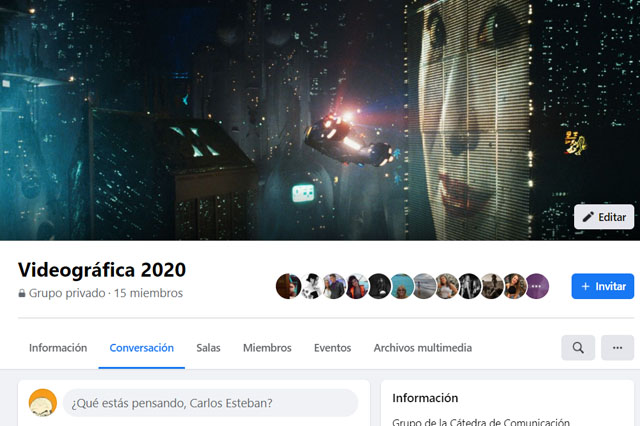 Editar
Videográfica 2020
Grupo privado · 15 miembros
+ Invitar
Información
Conversación
Salas
Miembros
Eventos
Archivos multimedia
¿Qué estás pensando, Carlos Esteban?
Información
Grupo de la Cátedra de Comunicación